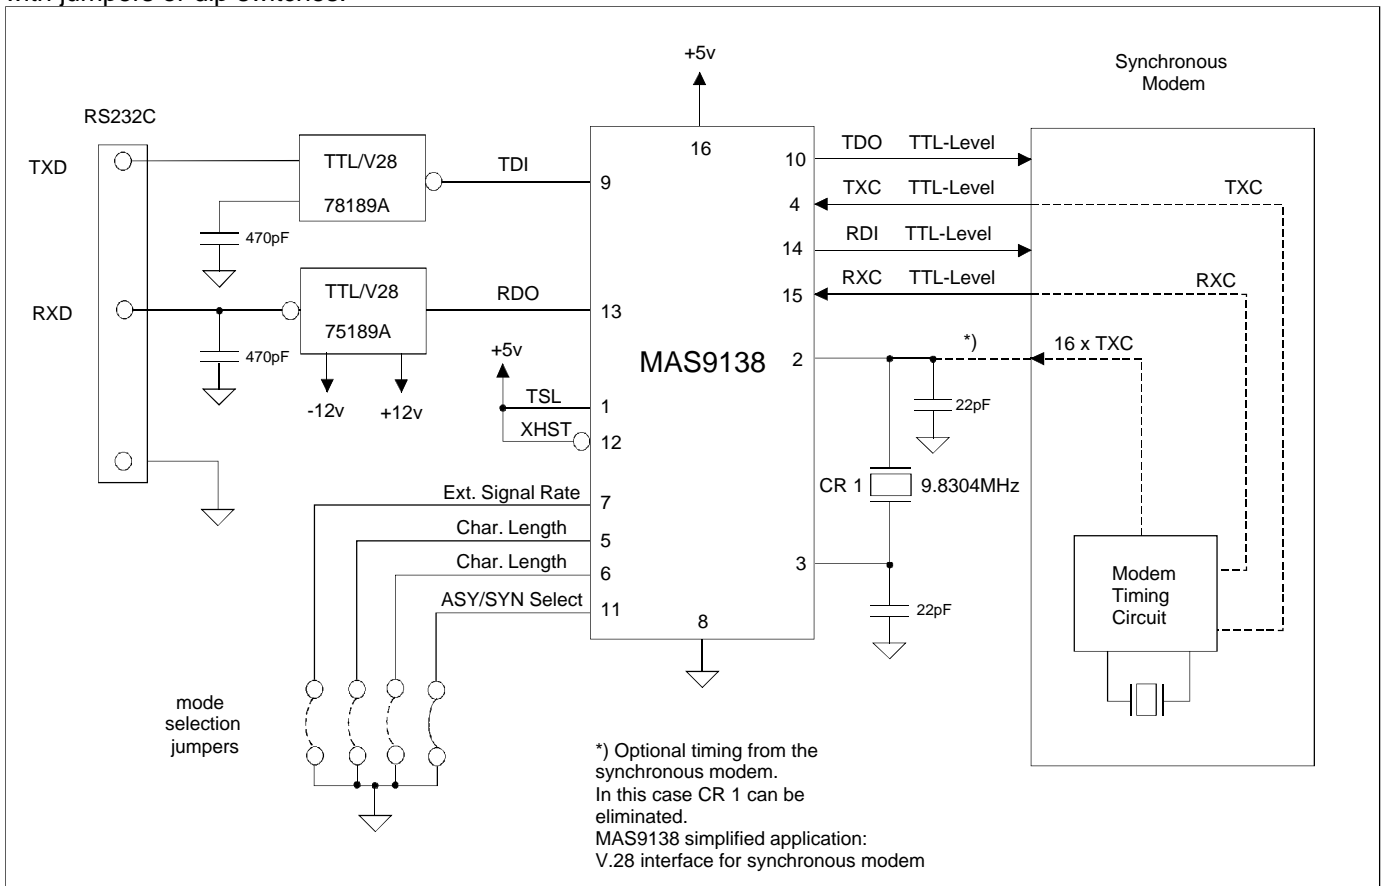 with jumpers or dip switches.
+5v
Synchronous
Modem
RS232C
TXD
TTL/V28
78189A
TDI
9
16
10
TDO TTL-Level
4
TXC TTL-Level
TXC
470pF
14
RDI TTL-Level
15
RXC TTL-Level
RXC
RXD
TTL/V28
75189A
RDO
13
470pF
-12v
+12v
+5v
TSL
1
XHST
12
MAS9138
2
*)
16 x TXC
22pF
CR 1
9.8304MHz
3
22pF
Ext. Signal Rate
7
Char. Length
5
Char. Length
6
ASY/SYN Select
11
8
Modem
Timing
Circuit
mode
selection
jumpers
*) Optional timing from the
synchronous modem.
In this case CR 1 can be
eliminated.
MAS9138 simplified application:
V.28 interface for synchronous modem